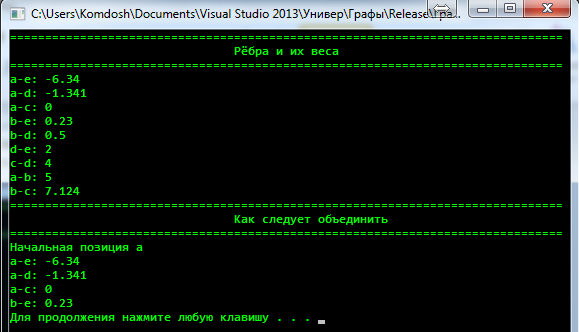 C:\Users\Komdosh\Documents\Visual Studio 2013\Универ\Графы\Release\Гра...
===============================================================================
Рёбра и их веса
===============================================================================
a-e: -6.34
a-d: -1.341
a-c: 0
b-e: 0.23
b-d: 0.5
d-e: 2
c-d: 4
a-b: 5
b-c: 7.124
===============================================================================
Как следует объединить
===============================================================================
Начальная позиция a
a-e: -6.34
a-d: -1.341
a-c: 0
b-e: 0.23
Для продолжения нажмите любую клавишу . . .